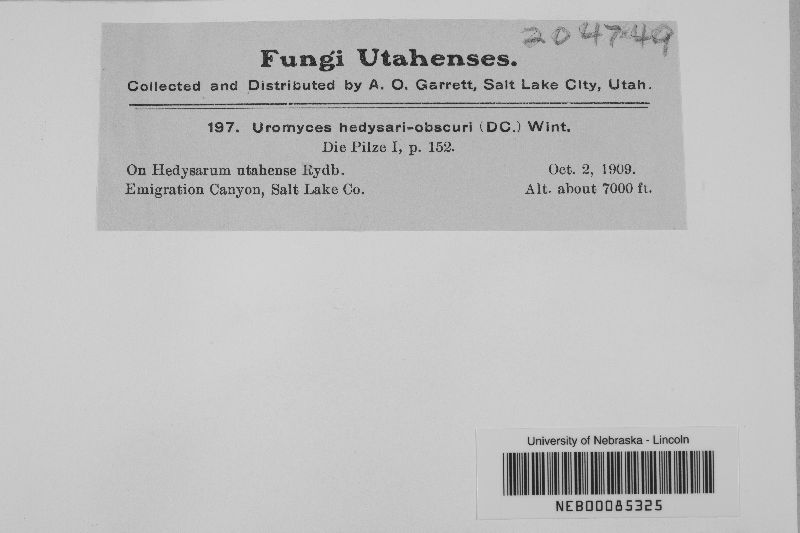 204749
Fungi Utahenses.
Collected and Distributed by A. O. Garrett, Salt Lake City, Utah.
197. Uromyces hedysari-obscuri (DC.) Wint.
Die Pilze I, p. 152.
On Hedysarum utahense Rydb. Oct. 2, 1909.
Emigration Canyon, Salt Lake Co. Alt. about 7000 ft.
University of Nebraska - Lincoln
NEB00085325